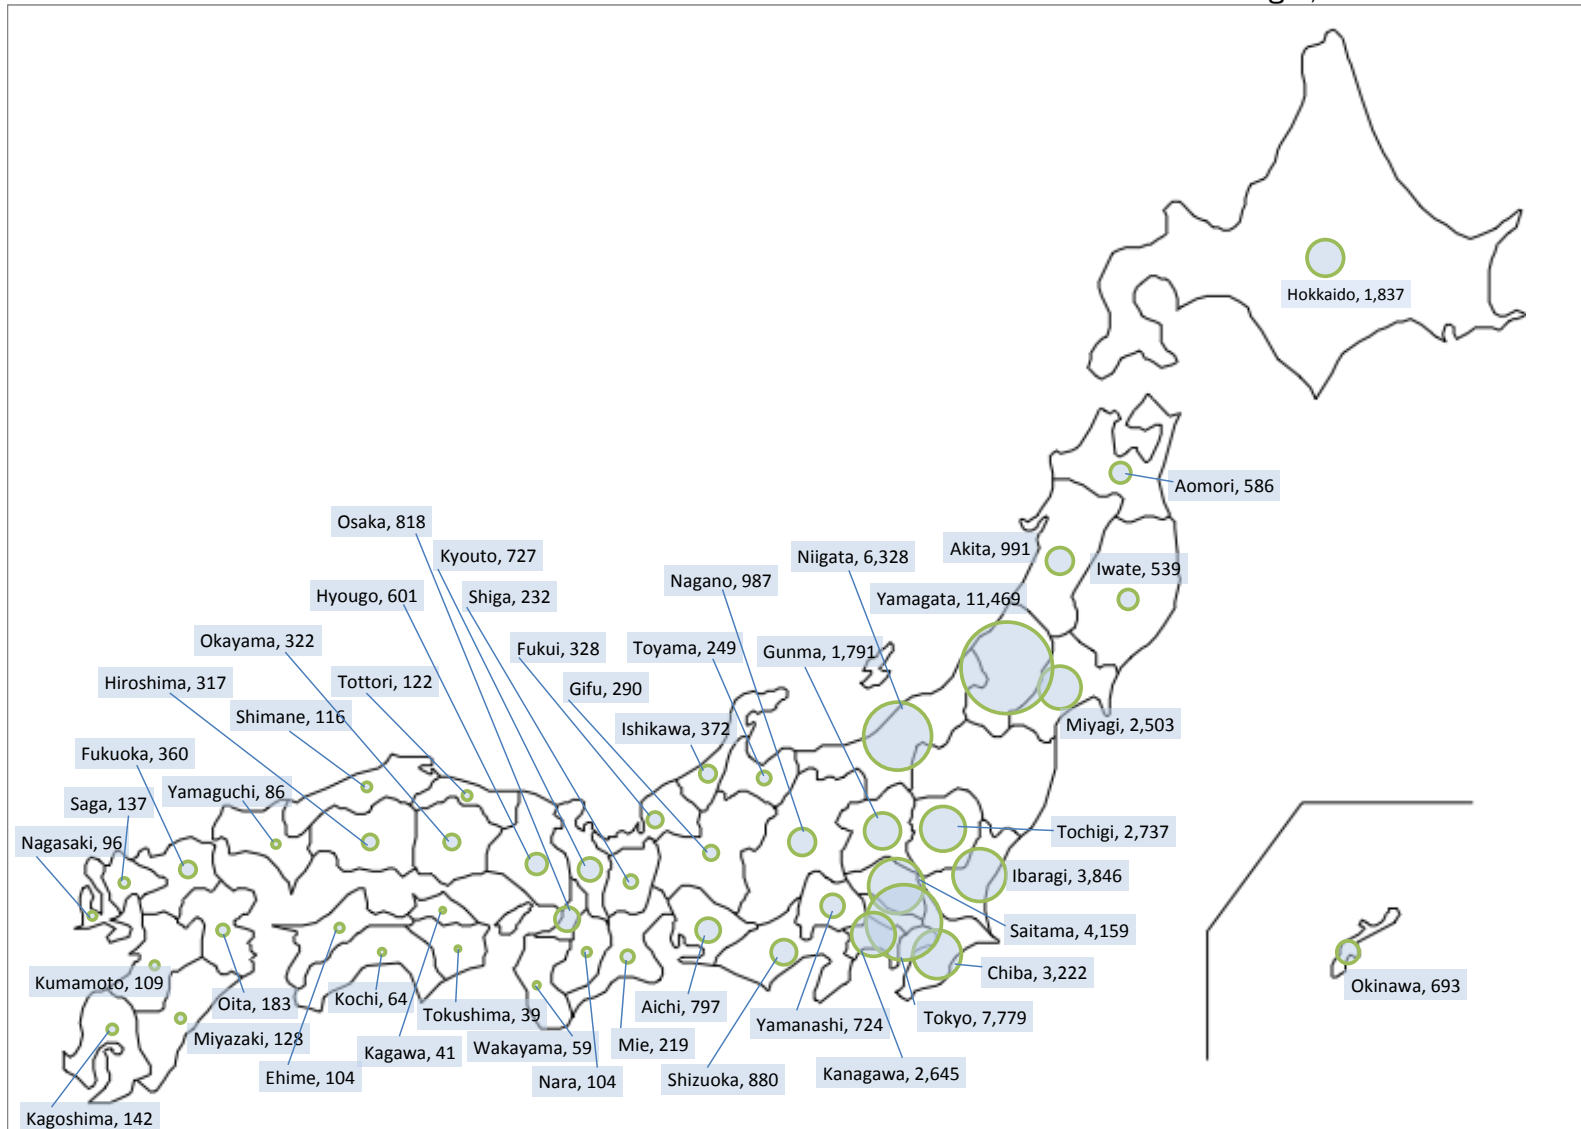 Hokkaido, 1,837
Aomori, 586
Osaka, 818
Kyouto, 727
Niigata, 6,328
Akita, 991
Iwate, 539
Nagano, 987
Hyougo, 601
Shiga, 232
Yamagata, 11,469
Okayama, 322
Fukui, 328
Toyama, 249
Gunma, 1,791
Hiroshima, 317
Tottori, 122
Gifu, 290
Shimane, 116
Ishikawa, 372
Miyagi, 2,503
Fukuoka, 360
Yamaguchi, 86
Saga, 137
Nagasaki, 96
Tochigi, 2,737
Ibaragi, 3,846
Saitama, 4,159
Chiba, 3,222
Okinawa, 693
Kumamoto, 109
Oita, 183
Kochi, 64
Tokushima, 39
Aichi, 797
Yamanashi, 724
Tokyo, 7,779
Miyazaki, 128
Kagawa, 41
Wakayama, 59
Mie, 219
Ehime, 104
Nara, 104
Shizuoka, 880
Kanagawa, 2,645
Kagoshima, 142